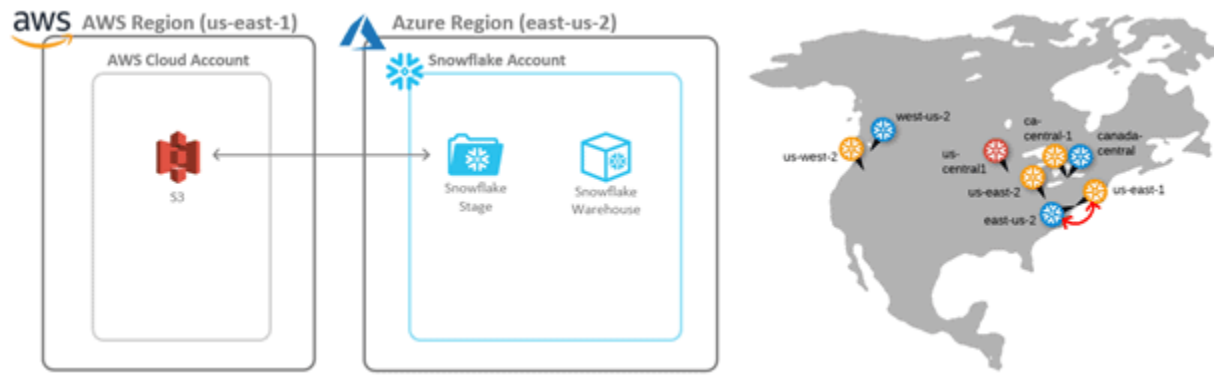 aws
AWS Region (us-east-1)
AWS Cloud Account
S3
Azure Region (east-us-2)
Snowflake Account
Snowflake
Stage
Snowflake
Warehouse
west-us-2
us-west-2
us-
central1
ca-
central-1
canada-
central
us-east-2
us-east-1
east-us-2